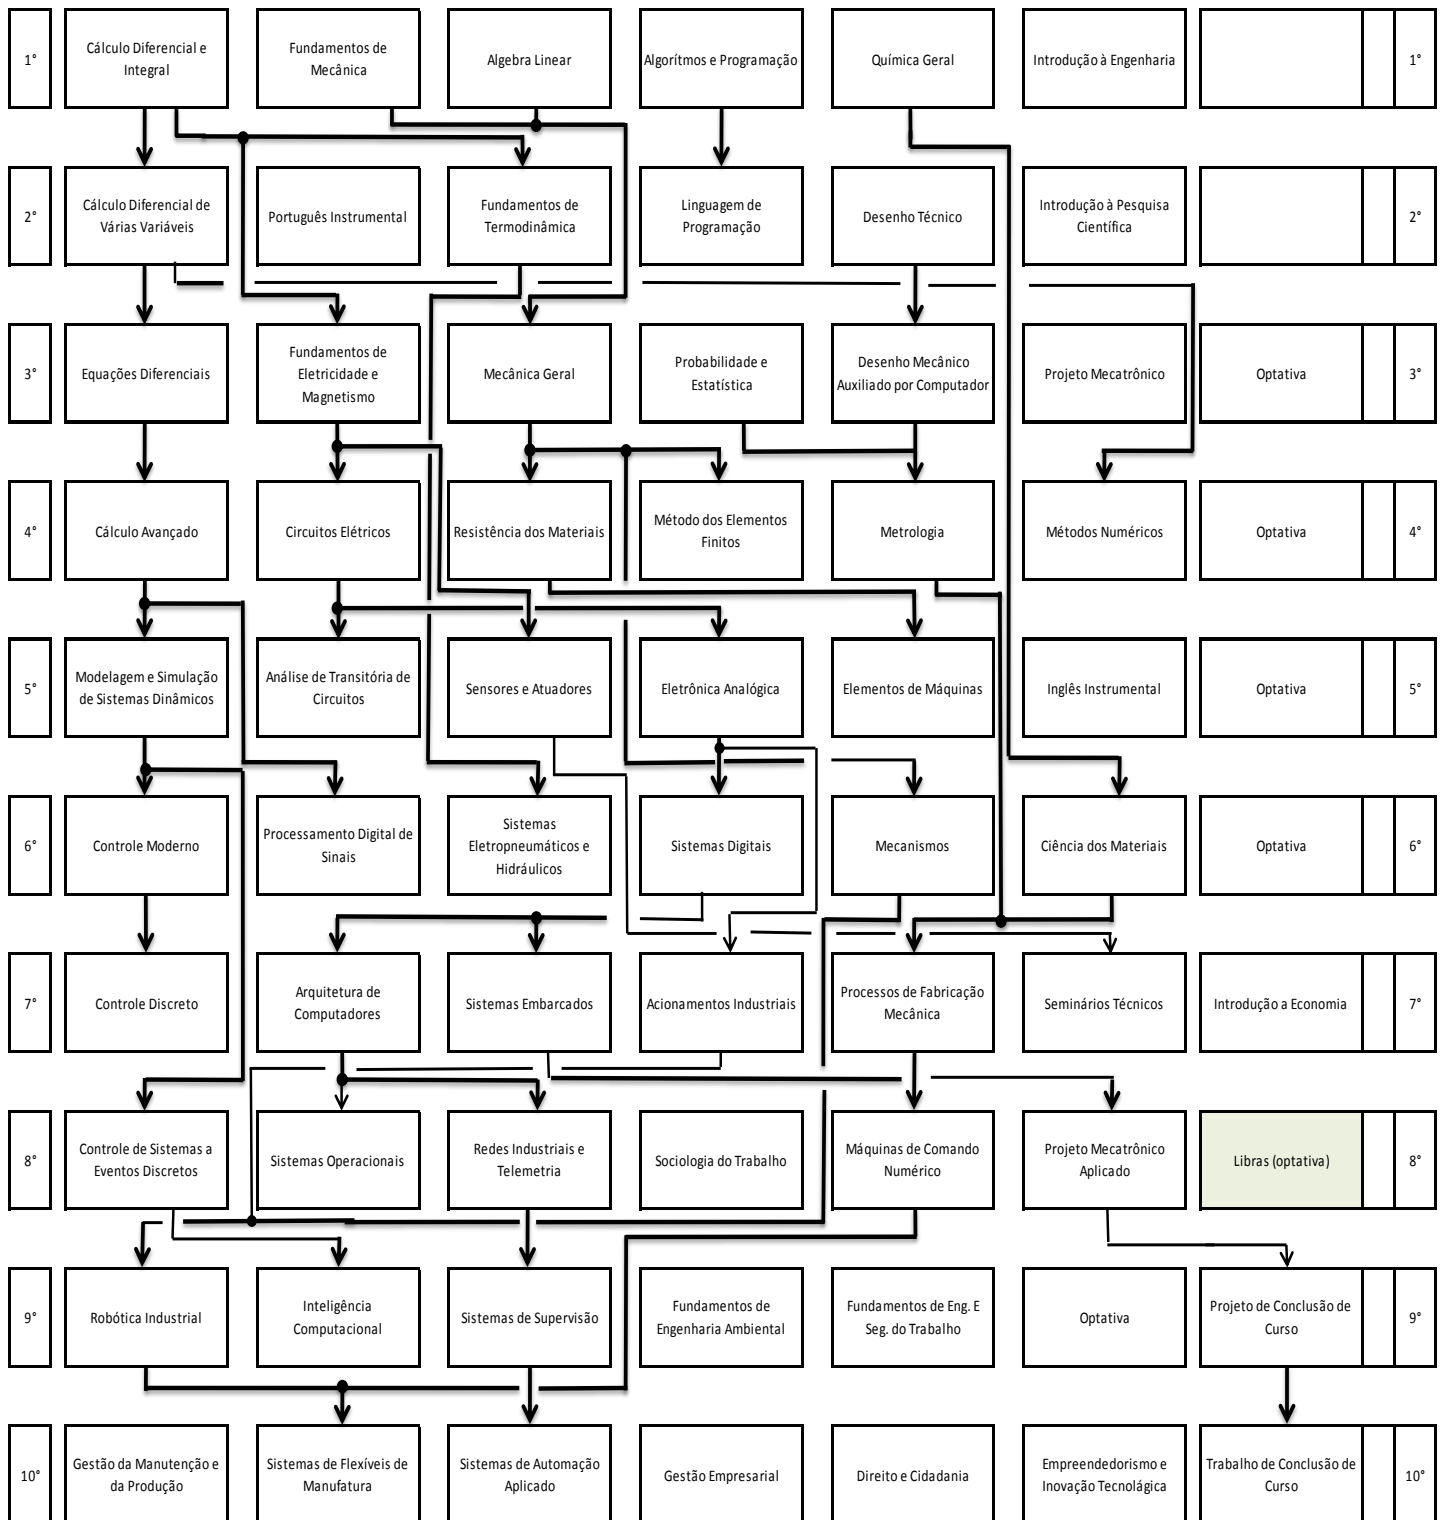 1°
Cálculo Diferencial e
Integral
Fundamentos de
Mecânica
Algebra Linear
Algorítmos e Programação
Química Geral
Introdução à Engenharia
1°
2°
Cálculo Diferencial de
Várias Variáveis
Português Instrumental
Fundamentos de
Termodinâmica
Linguagem de
Programação
Desenho Técnico
Introdução à Pesquisa
Científica
2°
3°
Equações Diferenciais
Fundamentos de
Eletricidade e
Magnetismo
Mecânica Geral
Probabilidade e
Estatística
Desenho Mecânico
Auxiliado por Computador
Projeto Mecatrônico
Optativa
3°
4°
Cálculo Avançado
Circuitos Elétricos
Resistência dos Materiais
Método dos Elementos
Finitos
Metrologia
Métodos Numéricos
Optativa
4°
5°
Modelagem e Simulação
de Sistemas Dinâmicos
Análise de Transitória de
Circuitos
Sensores e Atuadores
Eletrônica Analógica
Elementos de Máquinas
Inglês Instrumental
Optativa
5°
6°
Controle Moderno
Processamento Digital de
Sinais
Sistemas
Eletropneumáticos e
Hidráulicos
Sistemas Digitais
Mecanismos
Ciência dos Materiais
Optativa
6°
7°
Controle Discreto
Arquitetura de
Computadores
Sistemas Embarcados
Acionamentos Industriais
Processos de Fabricação
Mecânica
Seminários Técnicos
Introdução a Economia
7°
8°
Controle de Sistemas a
Eventos Discretos
Sistemas Operacionais
Redes Industriais e
Telemetria
Sociologia do Trabalho
Máquinas de Comando
Numérico
Projeto Mecatrônico
Aplicado
Libras (optativa)
8°
9°
Robótica Industrial
Inteligência
Computacional
Sistemas de Supervisão
Fundamentos de
Engenharia Ambiental
Fundamentos de Eng. E
Seg. do Trabalho
Optativa
Projeto de Conclusão de
Curso
9°
10°
Gestão da Manutenção e
da Produção
Sistemas de Flexíveis de
Manufatura
Sistemas de Automação
Aplicado
Gestão Empresarial
Direito e Cidadania
Empreendedorismo e
Inovação Tecnológica
Trabalho de Conclusão de
Curso
10°